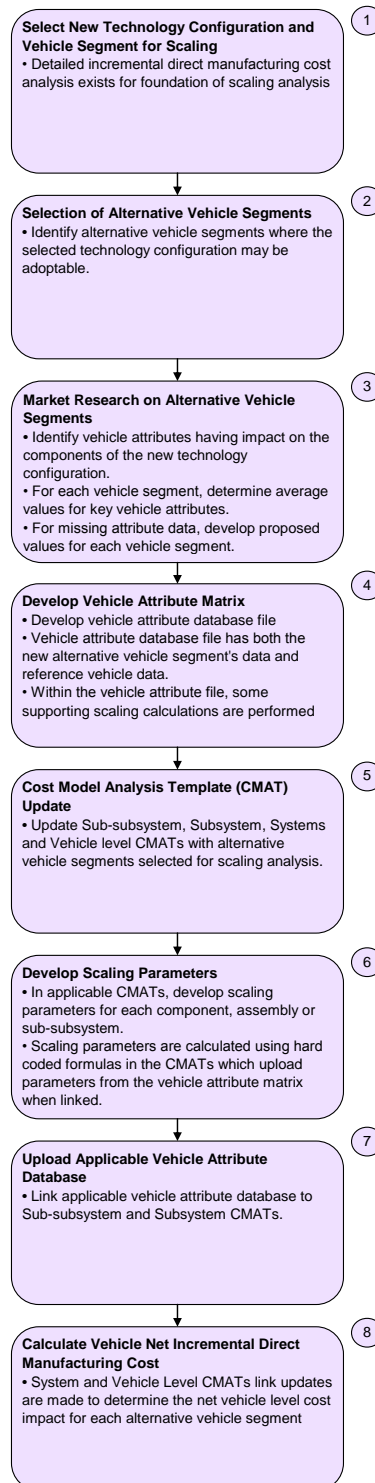 Select New Technology Configuration and
Vehicle Segment for Scaling
• Detailed incremental direct manufacturing cost
analysis exists for foundation of scaling analysis
1
Selection of Alternative Vehicle Segments
• Identify alternative vehicle segments where the
selected technology configuration may be
adoptable.
2
Market Research on Alternative Vehicle
Segments
• Identify vehicle attributes having impact on the
components of the new technology
configuration.
• For each vehicle segment, determine average
values for key vehicle attributes.
• For missing attribute data, develop proposed
values for each vehicle segment.
3
Develop Vehicle Attribute Matrix
• Develop vehicle attribute database file
• Vehicle attribute database file has both the
new alternative vehicle segment's data and
reference vehicle data.
• Within the vehicle attribute file, some
supporting scaling calculations are performed
4
Cost Model Analysis Template (CMAT)
Update
• Update Sub-subsystem, Subsystem, Systems
and Vehicle level CMATs with alternative
vehicle segments selected for scaling analysis.
5
Develop Scaling Parameters
• In applicable CMATs, develop scaling
parameters for each component, assembly or
sub-subsystem.
• Scaling parameters are calculated using hard
coded formulas in the CMATs which upload
parameters from the vehicle attribute matrix
when linked.
6
Upload Applicable Vehicle Attribute
Database
• Link applicable vehicle attribute database to
Sub-subsystem and Subsystem CMATs.
7
Calculate Vehicle Net Incremental Direct
Manufacturing Cost
• System and Vehicle Level CMATs link updates
are made to determine the net vehicle level cost
impact for each alternative vehicle segment
8